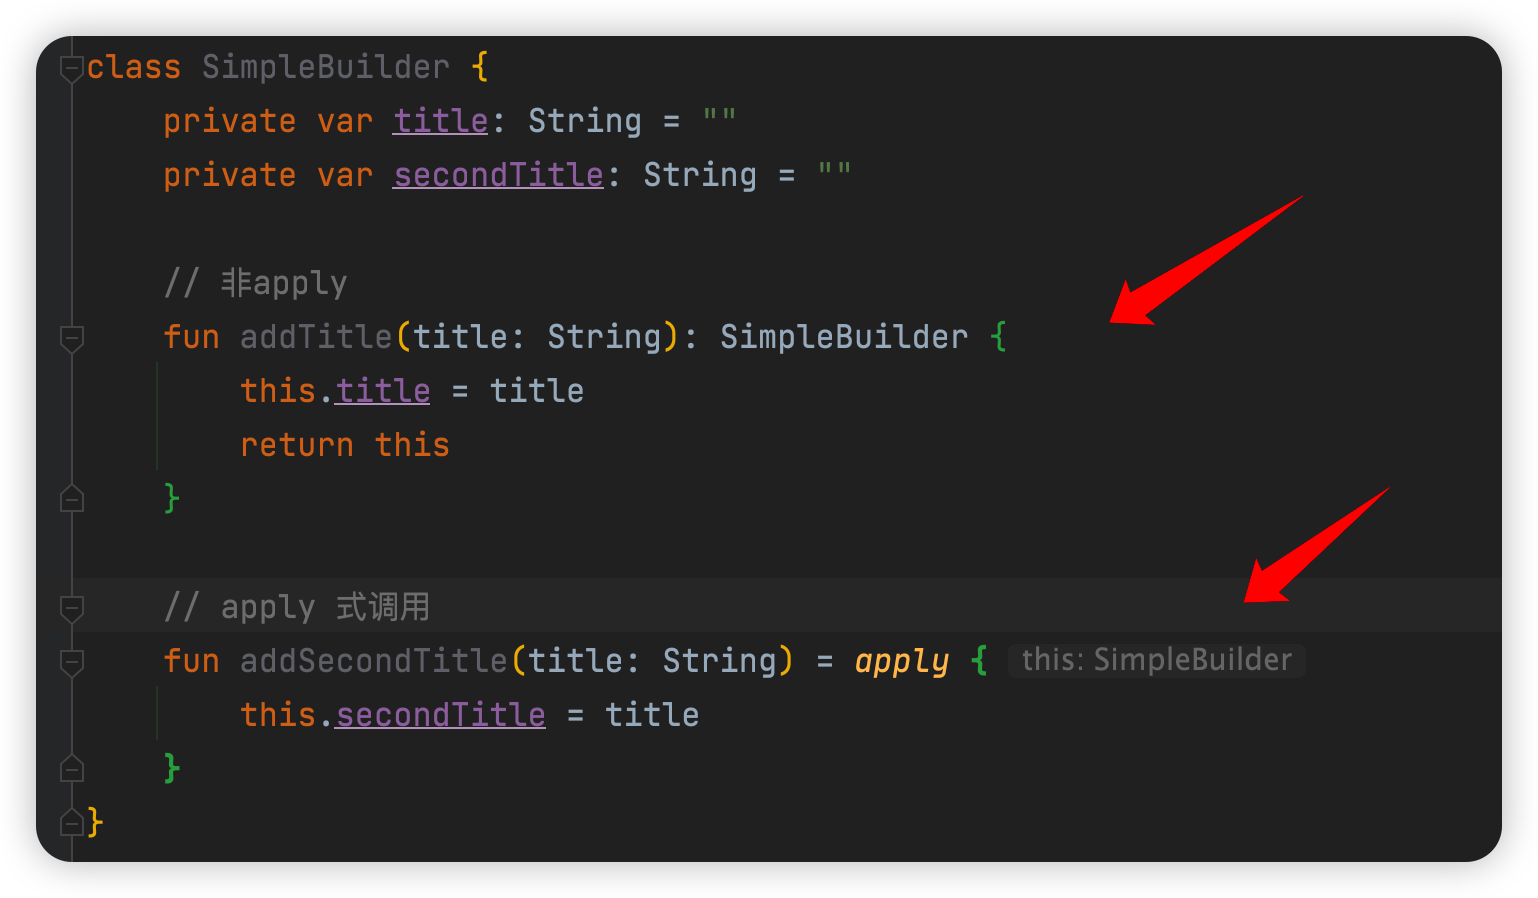 class SimpleBuilder {
    private var title: String = ""
    private var secondTitle: String = ""
    // 非apply
    fun addTitle(title: String): SimpleBuilder {
        this.title = title
        return this
    }
    // apply 式调用
    fun addSecondTitle(title: String) = apply { this: SimpleBuilder
        this.secondTitle = title
    }
}